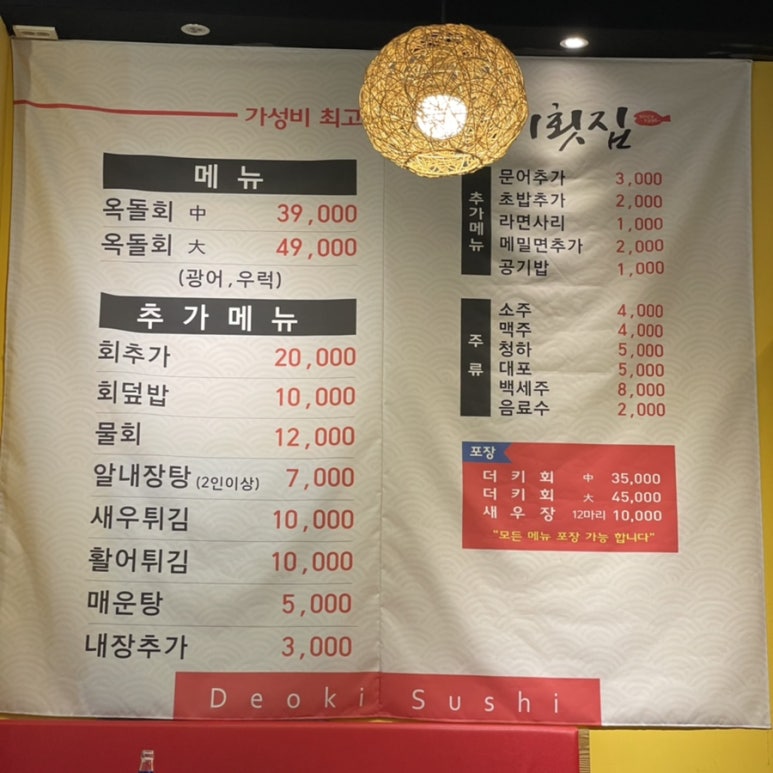 가성비 최고
횟집
메뉴
옥돌회 中 39,000
옥돌회 大 49,000
(광어,우럭)
추가메뉴
회추가 20,000
회덮밥 10,000
물회 12,000
알내장탕 (2인이상) 7,000
새우튀김 10,000
활어튀김 10,000
매운탕 5,000
내장추가 3,000
추가메뉴
문어추가 3,000
초밥추가 2,000
라면사리 1,000
메밀면추가 2,000
공기밥 1,000
주류
소주 4,000
맥주 4,000
청하 5,000
대포 5,000
백세주 8,000
음료수 2,000
포장
더키회 中 35,000
더키회 大 45,000
새우장 12마리 10,000
"모든 메뉴 포장 가능 합니다"
Deoki Sushi